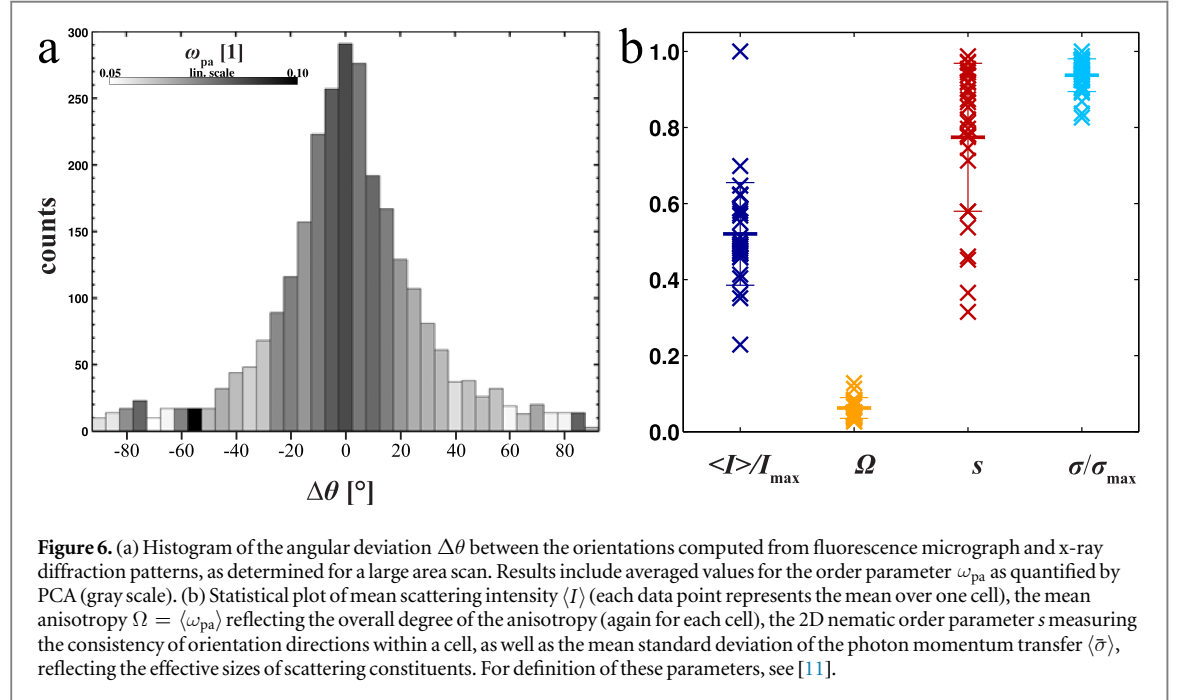 a
300
250
200
150
100
50
0
counts
ω_pa [1]
0.05 lin. scale 0.10
-80 -60 -40 -20 0 20 40 60 80
Δθ [°]
b
1.0
0.8
0.6
0.4
0.2
0.0
<I>/I_max Ω s σ/σ_max
Figure 6. (a) Histogram of the angular deviation Δθ between the orientations computed from fluorescence micrograph and x-ray
diffraction patterns, as determined for a large area scan. Results include averaged values for the order parameter ω_pa as quantified by
PCA (gray scale). (b) Statistical plot of mean scattering intensity ⟨I⟩ (each data point represents the mean over one cell), the mean
anisotropy Ω = ⟨ω_pa⟩ reflecting the overall degree of the anisotropy (again for each cell), the 2D nematic order parameter s measuring
the consistency of orientation directions within a cell, as well as the mean standard deviation of the photon momentum transfer ⟨σ̄⟩,
reflecting the effective sizes of scattering constituents. For definition of these parameters, see [11].